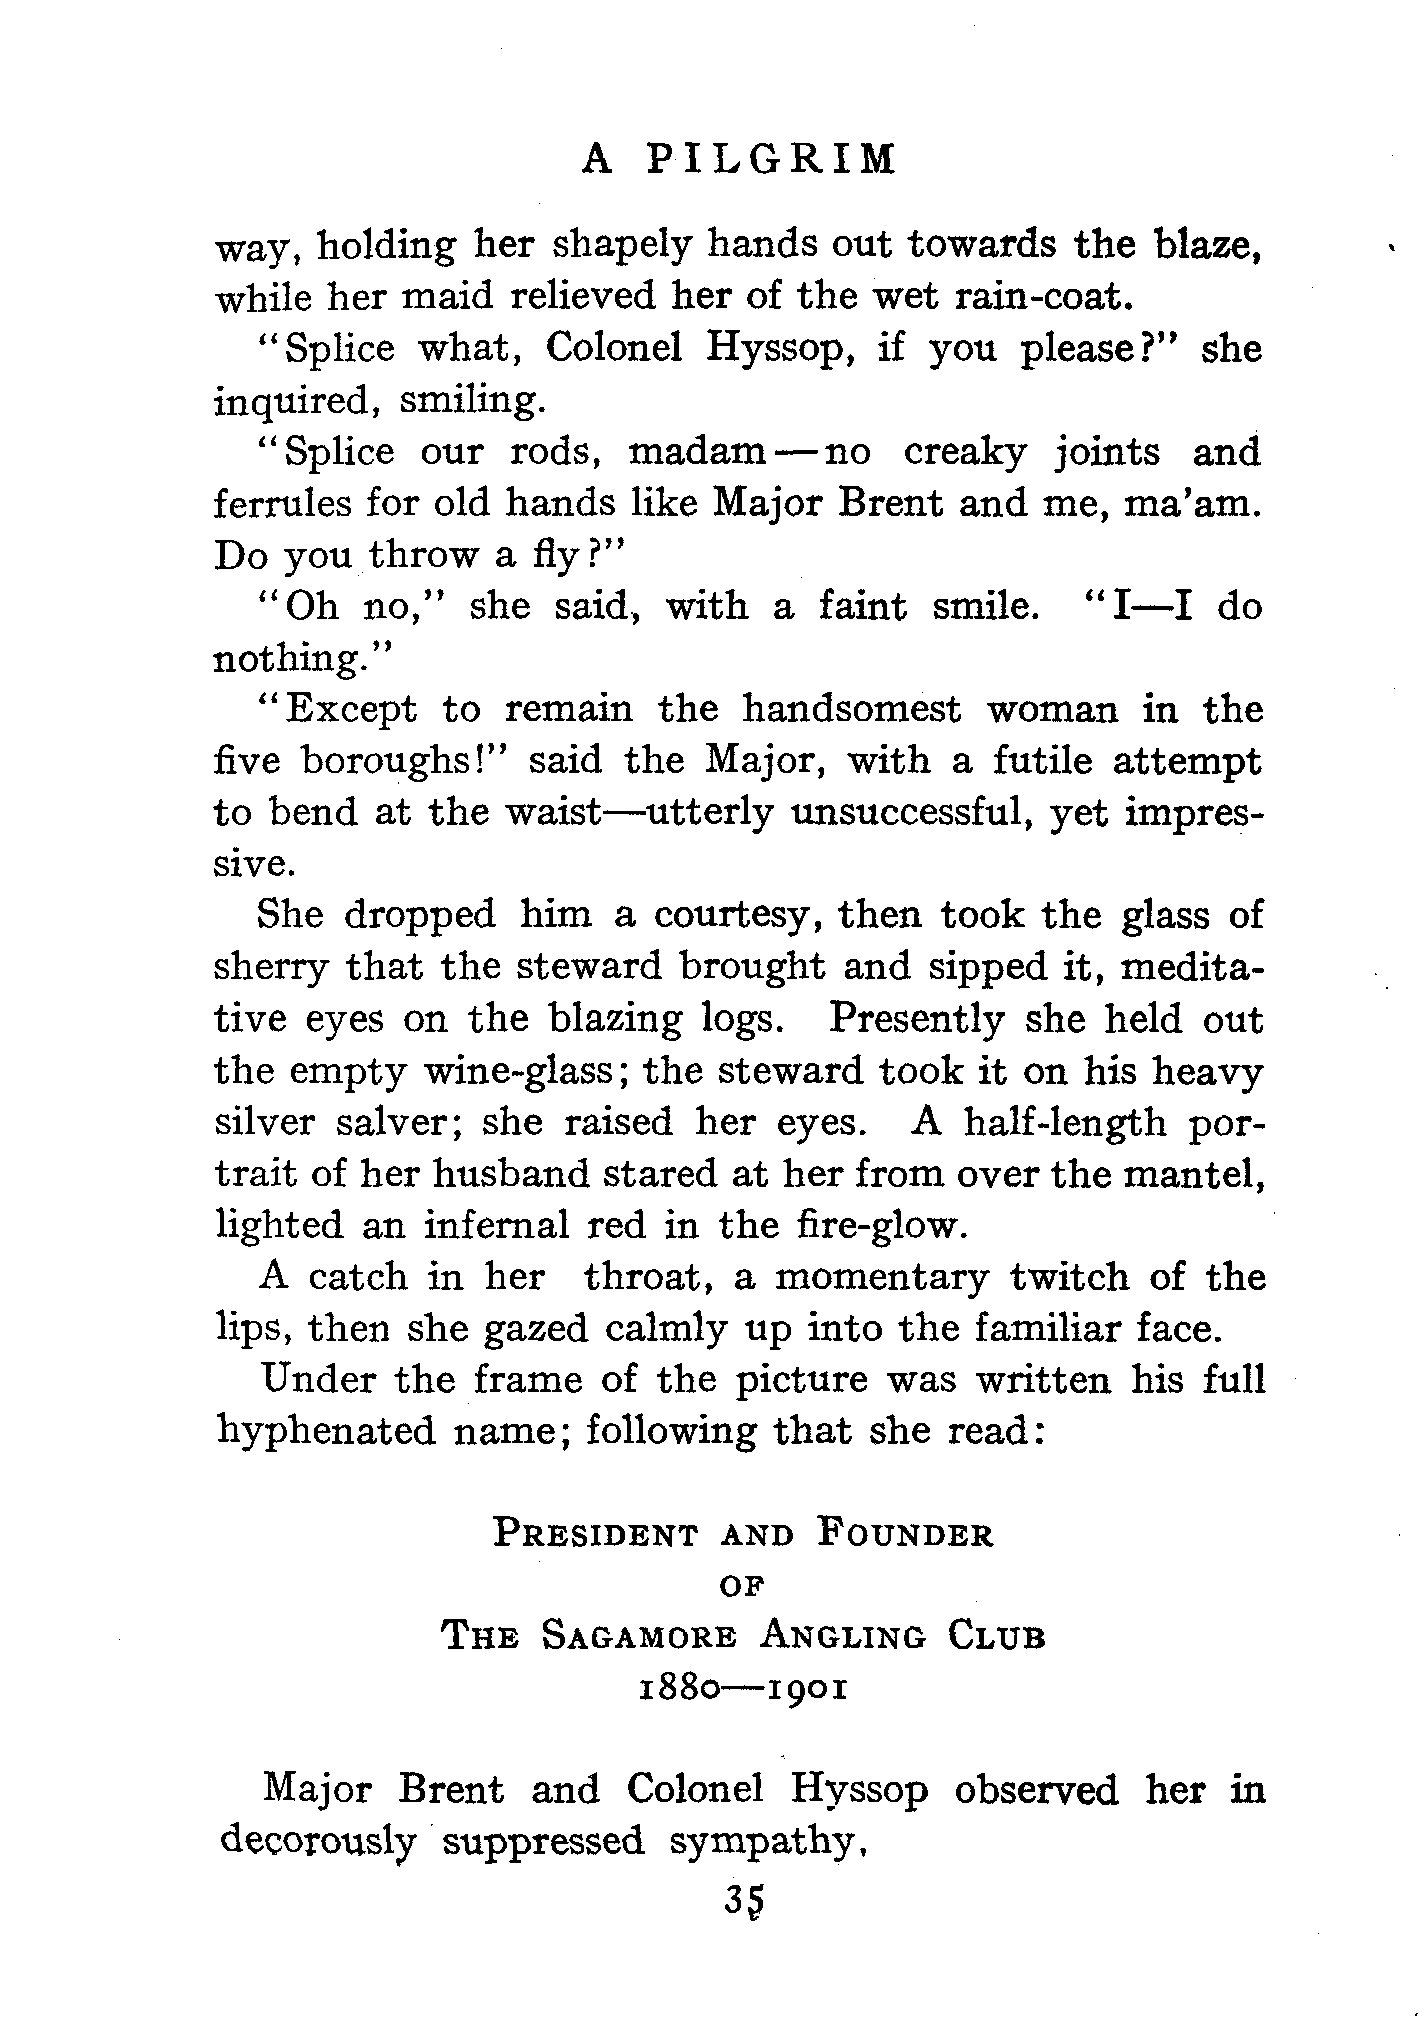 A PILGRIM
way, holding her shapely hands out towards the blaze,
while her maid relieved her of the wet rain-coat.
"Splice what, Colonel Hyssop, if you please?" she
inquired, smiling.
"Splice our rods, madam—no creaky joints and
ferrules for old hands like Major Brent and me, ma'am.
Do you throw a fly?"
"Oh no," she said, with a faint smile. "I—I do
nothing."
"Except to remain the handsomest woman in the
five boroughs!" said the Major, with a futile attempt
to bend at the waist—utterly unsuccessful, yet impres-
sive.
She dropped him a courtesy, then took the glass of
sherry that the steward brought and sipped it, medita-
tive eyes on the blazing logs. Presently she held out
the empty wine-glass; the steward took it on his heavy
silver salver; she raised her eyes. A half-length por-
trait of her husband stared at her from over the mantel,
lighted an infernal red in the fire-glow.
A catch in her throat, a momentary twitch of the
lips, then she gazed calmly up into the familiar face.
Under the frame of the picture was written his full
hyphenated name; following that she read:
PRESIDENT AND FOUNDER
OF
THE SAGAMORE ANGLING CLUB
1880—1901
Major Brent and Colonel Hyssop observed her in
decorously suppressed sympathy.
35